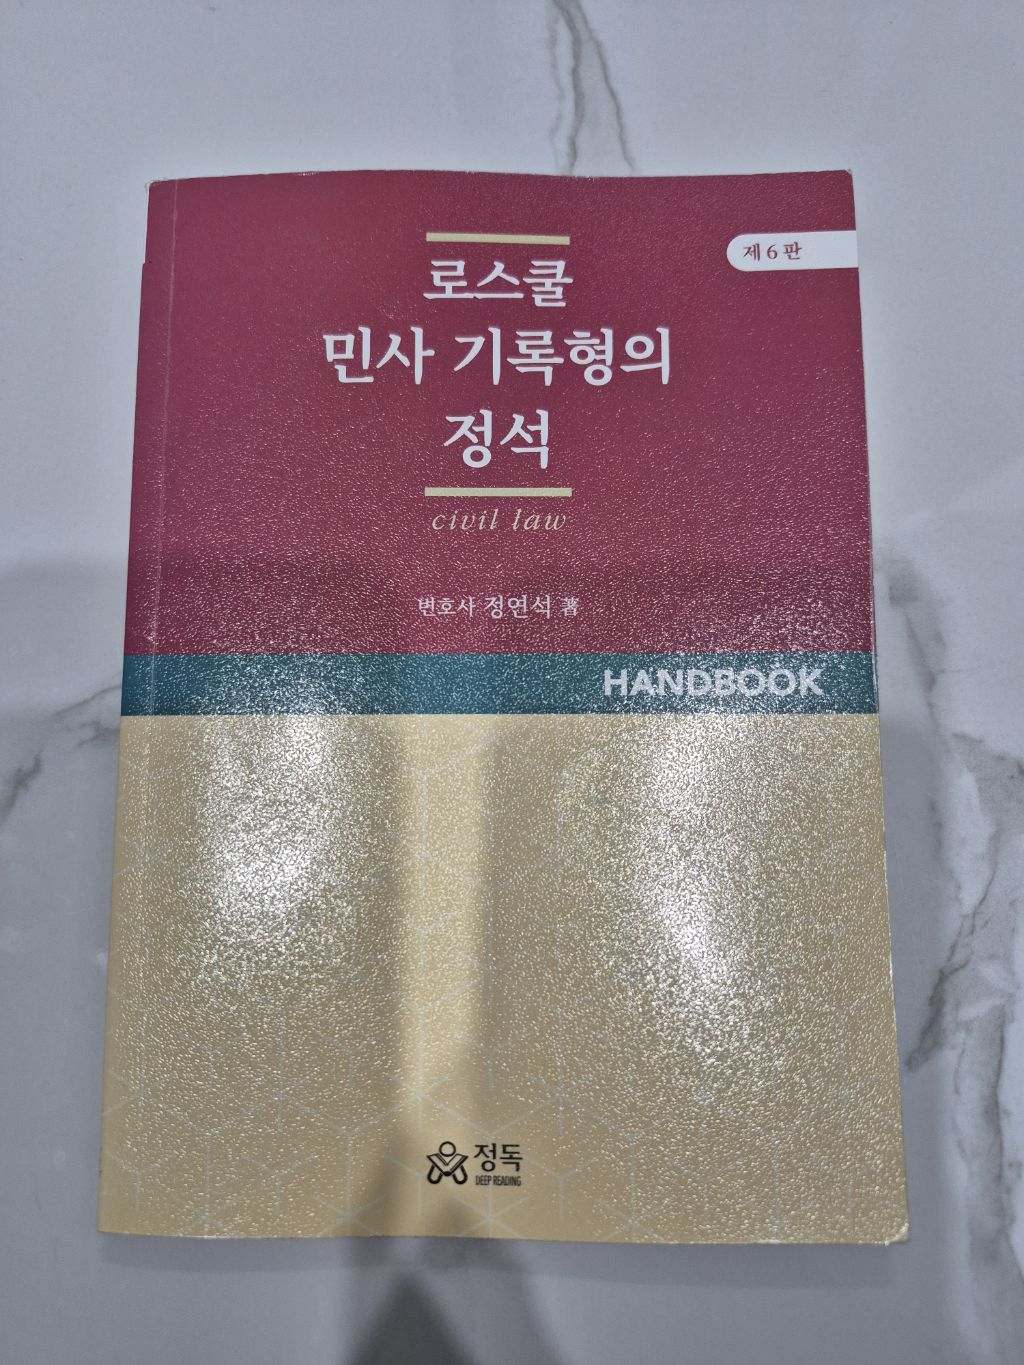 제6판
로스쿨
민사 기록형의
정석
civil law
변호사 정연석 著
HANDBOOK
정독
DEEP READING